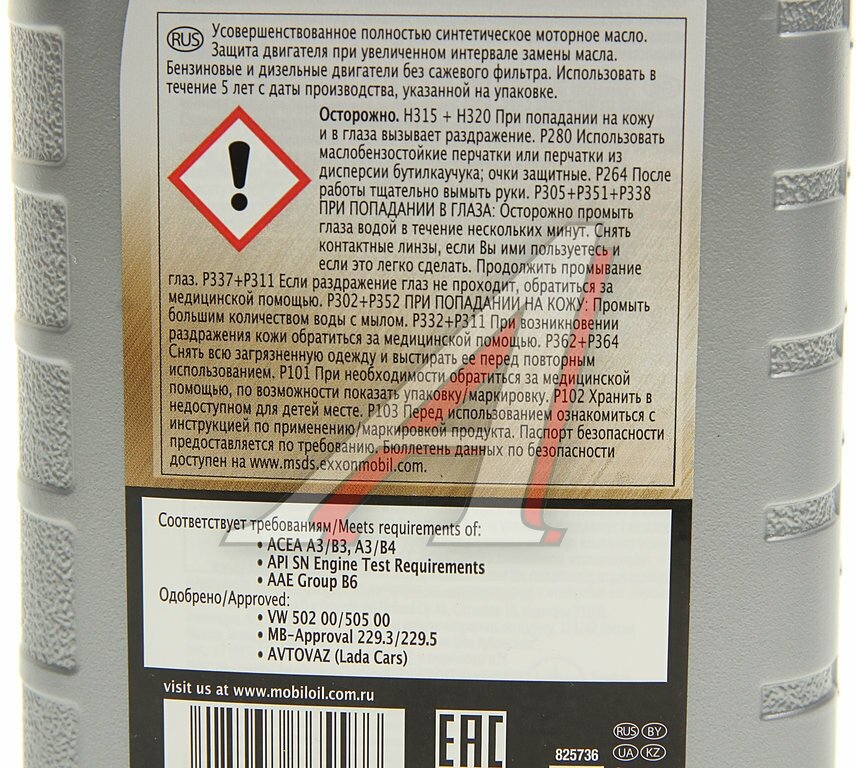 RUS
Усовершенствованное полностью синтетическое моторное масло.
Защита двигателя при увеличенном интервале замены масла.
Бензиновые и дизельные двигатели без сажевого фильтра. Использовать в
течение 5 лет с даты производства, указанной на упаковке.
Осторожно. H315 + H320 При попадании на кожу
и в глаза вызывает раздражение. P280 Использовать
маслобензостойкие перчатки или перчатки из
дисперсии бутилкаучука; очки защитные. P264 После
работы тщательно вымыть руки. P305+P351+P338
ПРИ ПОПАДАНИИ В ГЛАЗА: Осторожно промыть
глаза водой в течение нескольких минут. Снять
контактные линзы, если Вы ими пользуетесь и
если это легко сделать. Продолжить промывание
глаз. P337+P311 Если раздражение глаз не проходит, обратиться за
медицинской помощью. P302+P352 ПРИ ПОПАДАНИИ НА КОЖУ: Промыть
большим количеством воды с мылом. P332+P311 При возникновении
раздражения кожи обратиться за медицинской помощью. P362+P364
Снять всю загрязненную одежду и выстирать ее перед повторным
использованием. P101 При необходимости обратиться за медицинской
помощью, по возможности показать упаковку/маркировку. P102 Хранить в
недоступном для детей месте. P103 Перед использованием ознакомиться с
инструкцией по применению/маркировкой продукта. Паспорт безопасности
предоставляется по требованию. Бюллетень данных по безопасности
доступен на www.msds.exxonmobil.com.
Соответствует требованиям/Meets requirements of:
• ACEA A3/B3, A3/B4
• API SN Engine Test Requirements
• AAE Group B6
Одобрено/Approved:
• VW 502 00/505 00
• MB-Approval 229.3/229.5
• AVTOVAZ (Lada Cars)
visit us at www.mobiloil.com.ru
EAC
825736
RUS BY
UA KZ